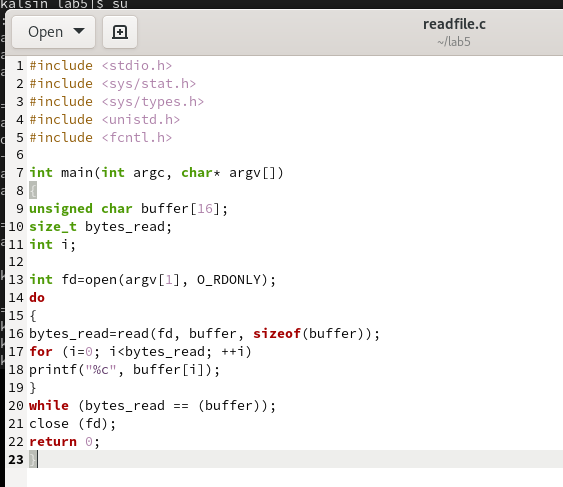 kalsin lab5]$ su
Open
readfile.c
~/lab5
1 #include <stdio.h>
2 #include <sys/stat.h>
3 #include <sys/types.h>
4 #include <unistd.h>
5 #include <fcntl.h>
6
7 int main(int argc, char* argv[])
8 {
9 unsigned char buffer[16];
10 size_t bytes_read;
11 int i;
12
13 int fd=open(argv[1], O_RDONLY);
14 do
15 {
16 bytes_read=read(fd, buffer, sizeof(buffer));
17 for (i=0; i<bytes_read; ++i)
18 printf("%c", buffer[i]);
19 }
20 while (bytes_read == (buffer));
21 close (fd);
22 return 0;
23 }